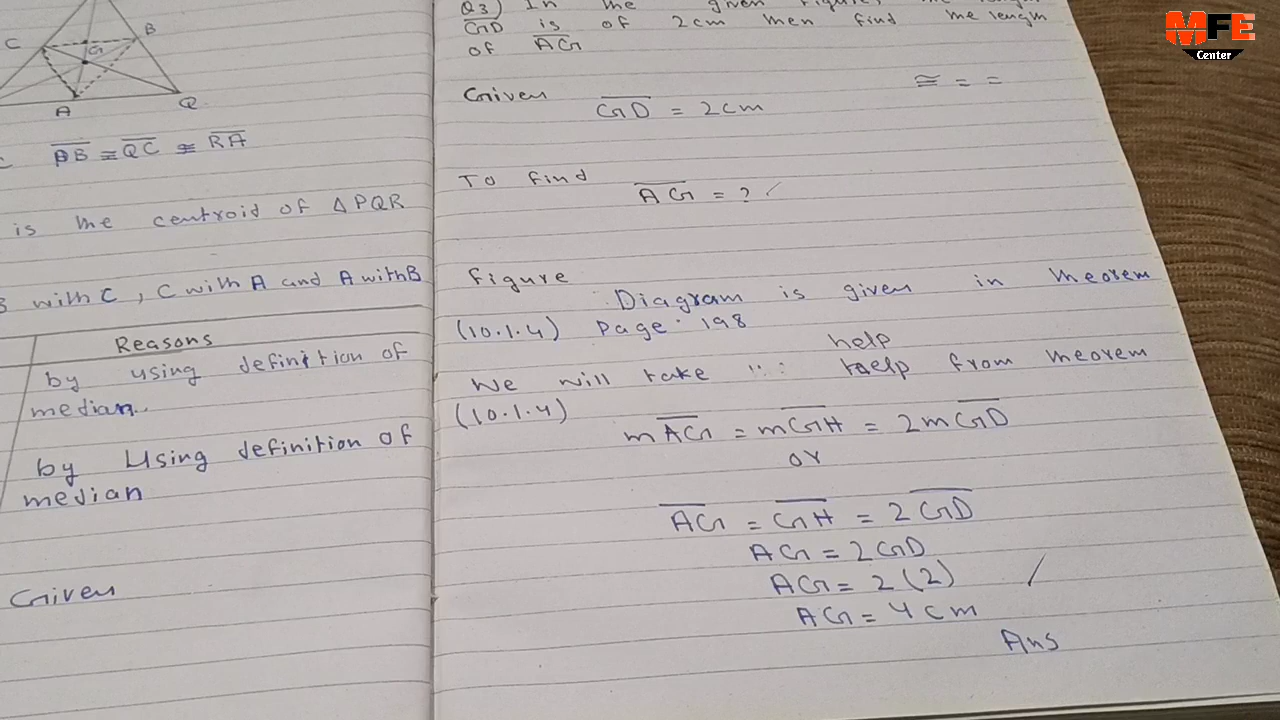 C
B
G
A
Q
PB ≅ QC ≅ RA
is the centroid of ΔPQR
B with C, C with A and A with B
Reasons
by using definition of
median.
by Using definition of
median
Given
Q3) In the given figure, the length
GD is of 2cm then find the length
of AG
≅ = =
Given
GD = 2cm
To find
AG = ?
figure
Diagram is given in theorem
(10.1.4) Page. 198
help
We will take help from theorem
(10.1.4)
mAG = mGH = 2mGD
or
AG = GH = 2GD
AG = 2GD
AG = 2(2)
AG = 4cm
Ans
MFE
Center